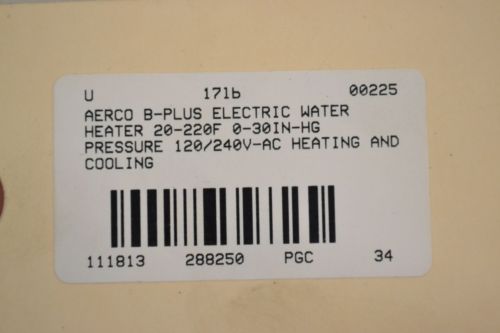 U 171b 00225
AERCO B-PLUS ELECTRIC WATER
HEATER 20-220F 0-30IN-HG
PRESSURE 120/240V-AC HEATING AND
COOLING
111813 288250 PGC 34